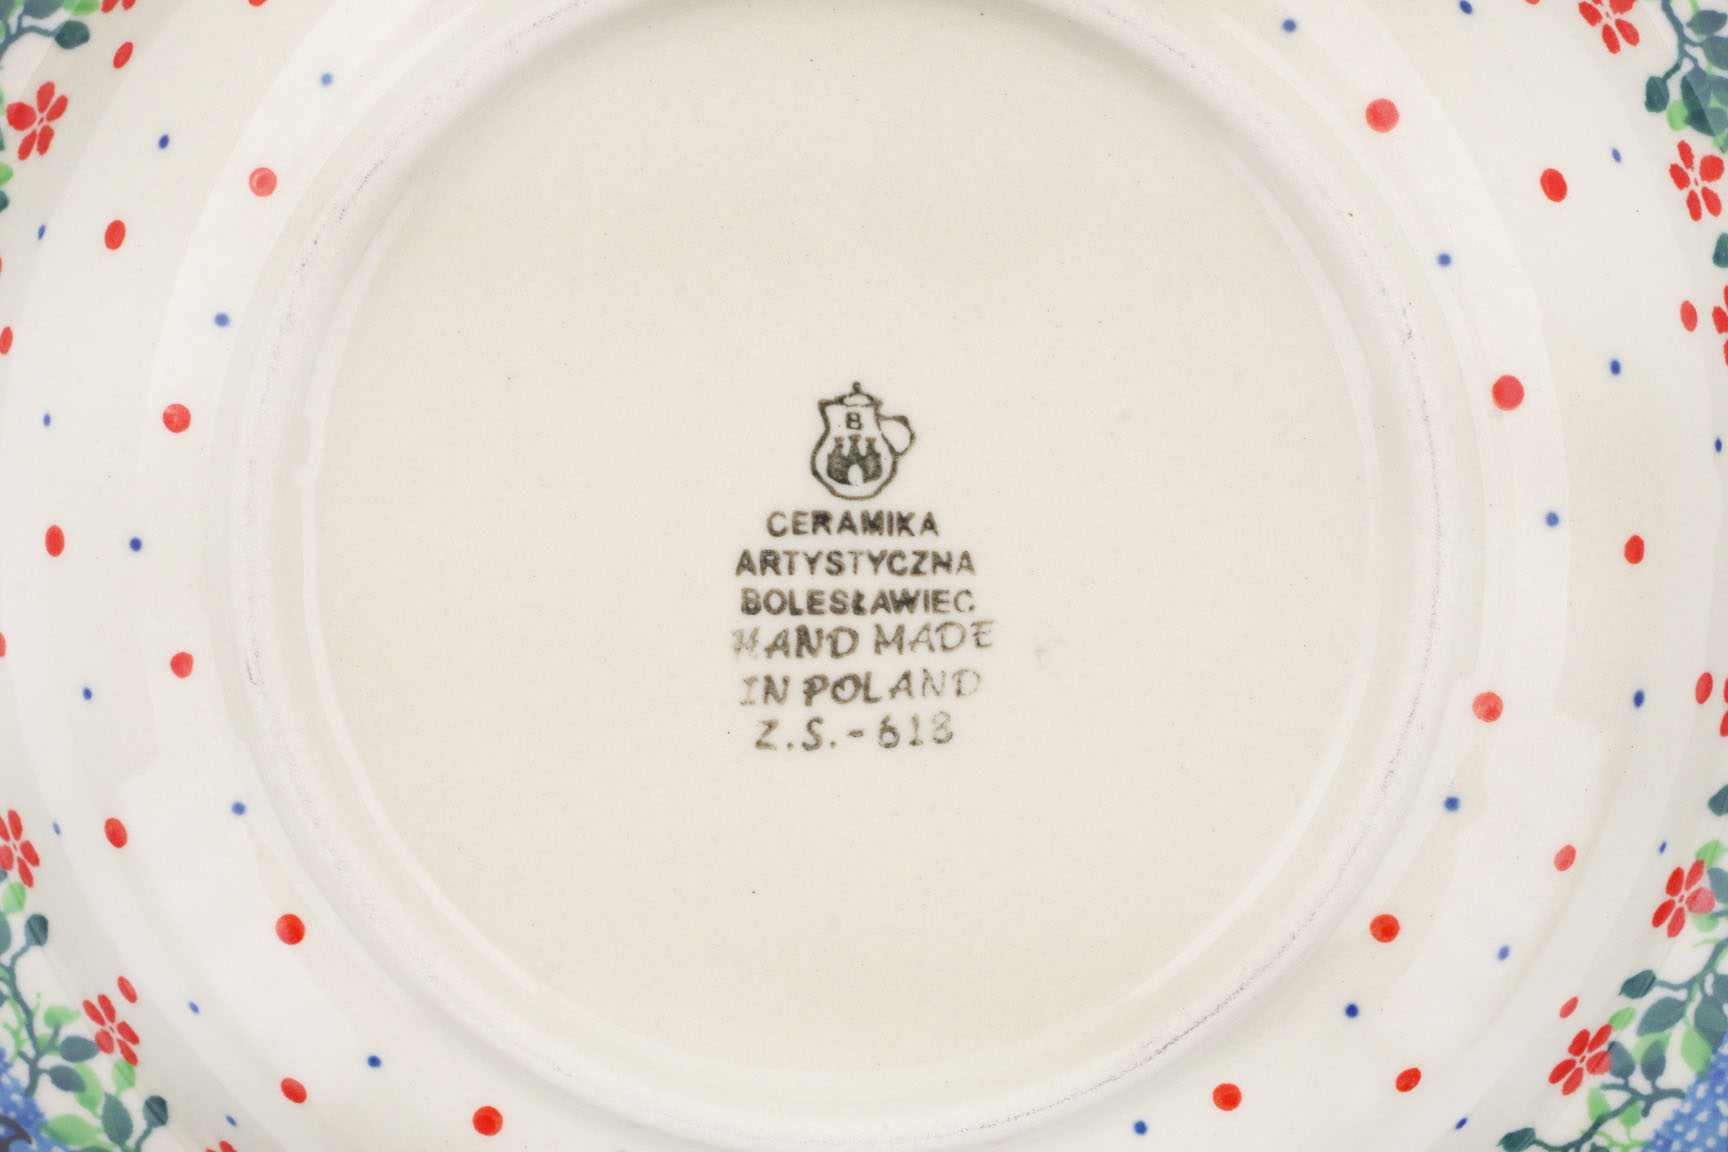 B
CERAMIKA
ARTYSTYCZNA
BOLESŁAWIEC
HAND MADE
IN POLAND
Z.S.-618